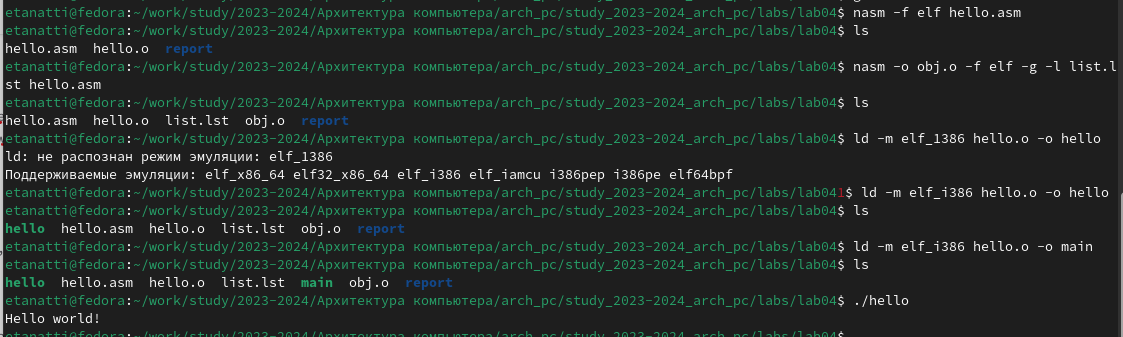 etanatti@fedora:~/work/study/2023-2024/Архитектура компьютера/arch_pc/study_2023-2024_arch_pc/labs/lab04$ nasm -f elf hello.asm
etanatti@fedora:~/work/study/2023-2024/Архитектура компьютера/arch_pc/study_2023-2024_arch_pc/labs/lab04$ ls
hello.asm  hello.o  report
etanatti@fedora:~/work/study/2023-2024/Архитектура компьютера/arch_pc/study_2023-2024_arch_pc/labs/lab04$ nasm -o obj.o -f elf -g -l list.l
st hello.asm
etanatti@fedora:~/work/study/2023-2024/Архитектура компьютера/arch_pc/study_2023-2024_arch_pc/labs/lab04$ ls
hello.asm  hello.o  list.lst  obj.o  report
etanatti@fedora:~/work/study/2023-2024/Архитектура компьютера/arch_pc/study_2023-2024_arch_pc/labs/lab04$ ld -m elf_1386 hello.o -o hello
ld: не распознан режим эмуляции: elf_1386
Поддерживаемые эмуляции: elf_x86_64 elf32_x86_64 elf_i386 elf_iamcu i386pep i386pe elf64bpf
etanatti@fedora:~/work/study/2023-2024/Архитектура компьютера/arch_pc/study_2023-2024_arch_pc/labs/lab041$ ld -m elf_i386 hello.o -o hello
etanatti@fedora:~/work/study/2023-2024/Архитектура компьютера/arch_pc/study_2023-2024_arch_pc/labs/lab04$ ls
hello  hello.asm  hello.o  list.lst  obj.o  report
etanatti@fedora:~/work/study/2023-2024/Архитектура компьютера/arch_pc/study_2023-2024_arch_pc/labs/lab04$ ld -m elf_i386 hello.o -o main
etanatti@fedora:~/work/study/2023-2024/Архитектура компьютера/arch_pc/study_2023-2024_arch_pc/labs/lab04$ ls
hello  hello.asm  hello.o  list.lst  main  obj.o  report
etanatti@fedora:~/work/study/2023-2024/Архитектура компьютера/arch_pc/study_2023-2024_arch_pc/labs/lab04$ ./hello
Hello world!